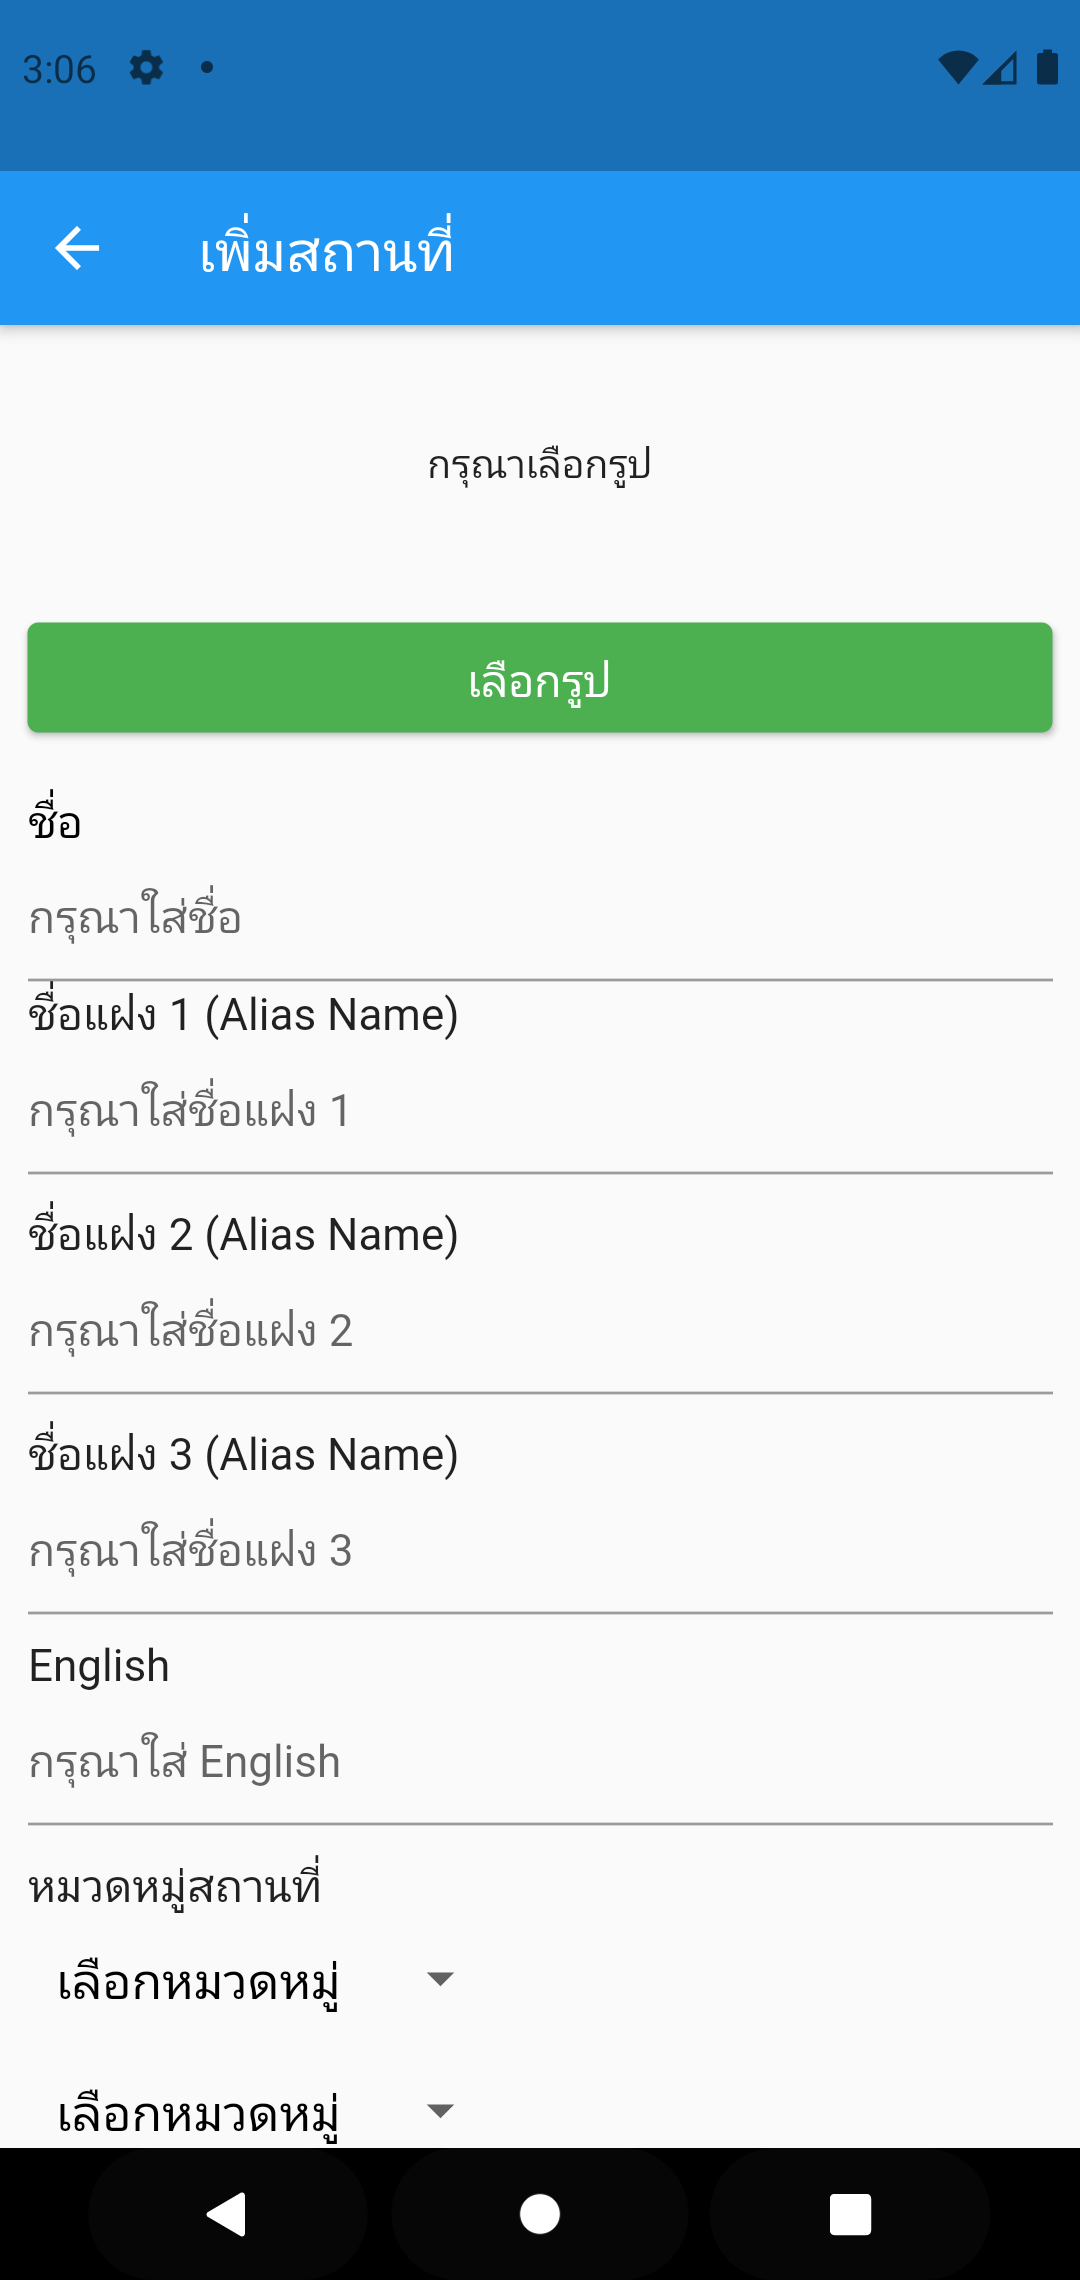 3:06
เพิ่มสถานที่
กรุณาเลือกรูป
เลือกรูป
ชื่อ
กรุณาใส่ชื่อ
ชื่อแฝง 1 (Alias Name)
กรุณาใส่ชื่อแฝง 1
ชื่อแฝง 2 (Alias Name)
กรุณาใส่ชื่อแฝง 2
ชื่อแฝง 3 (Alias Name)
กรุณาใส่ชื่อแฝง 3
English
กรุณาใส่ English
หมวดหมู่สถานที่
เลือกหมวดหมู่
เลือกหมวดหมู่